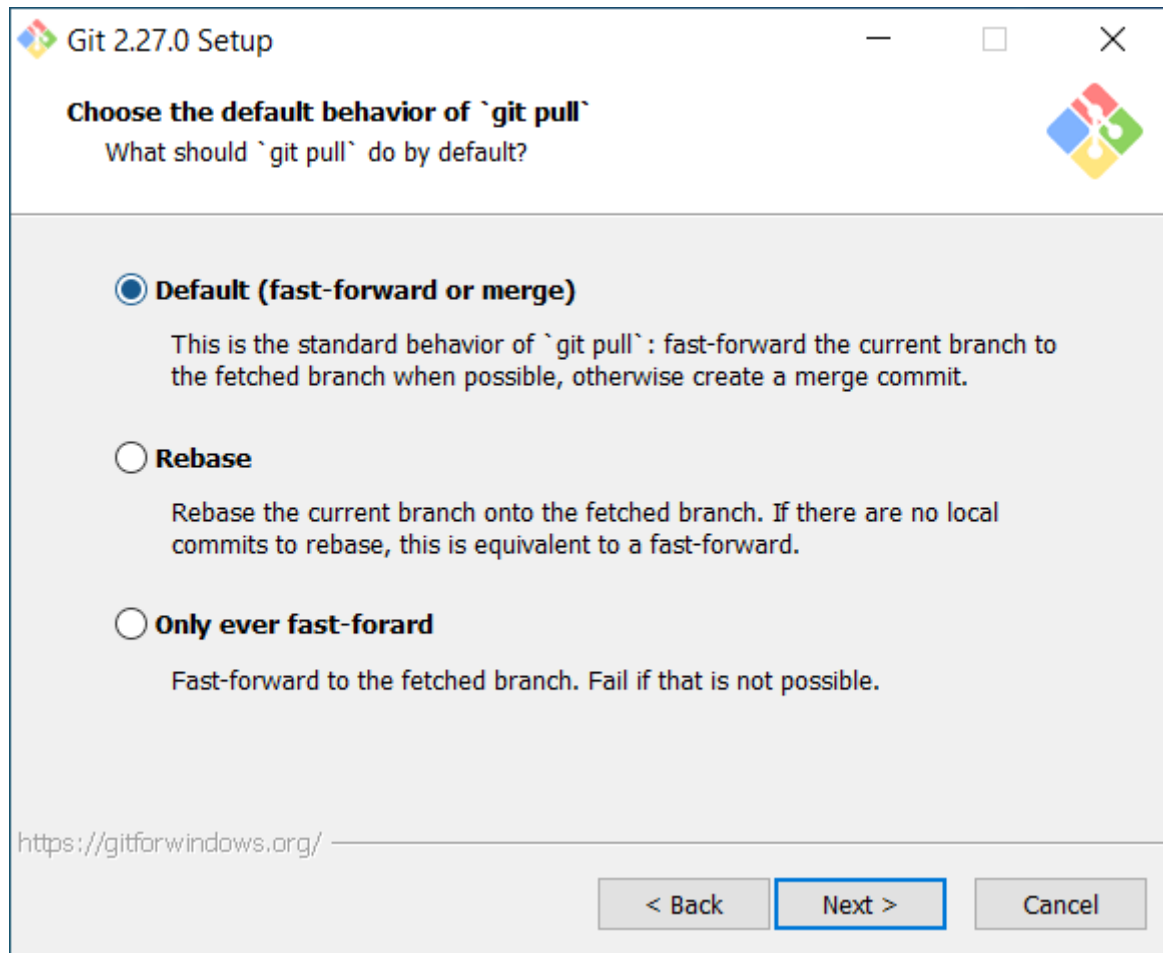 Git 2.27.0 Setup
Choose the default behavior of `git pull`
What should `git pull` do by default?
Default (fast-forward or merge)
This is the standard behavior of `git pull`: fast-forward the current branch to
the fetched branch when possible, otherwise create a merge commit.
Rebase
Rebase the current branch onto the fetched branch. If there are no local
commits to rebase, this is equivalent to a fast-forward.
Only ever fast-forard
Fast-forward to the fetched branch. Fail if that is not possible.
https://gitforwindows.org/
< Back Next > Cancel